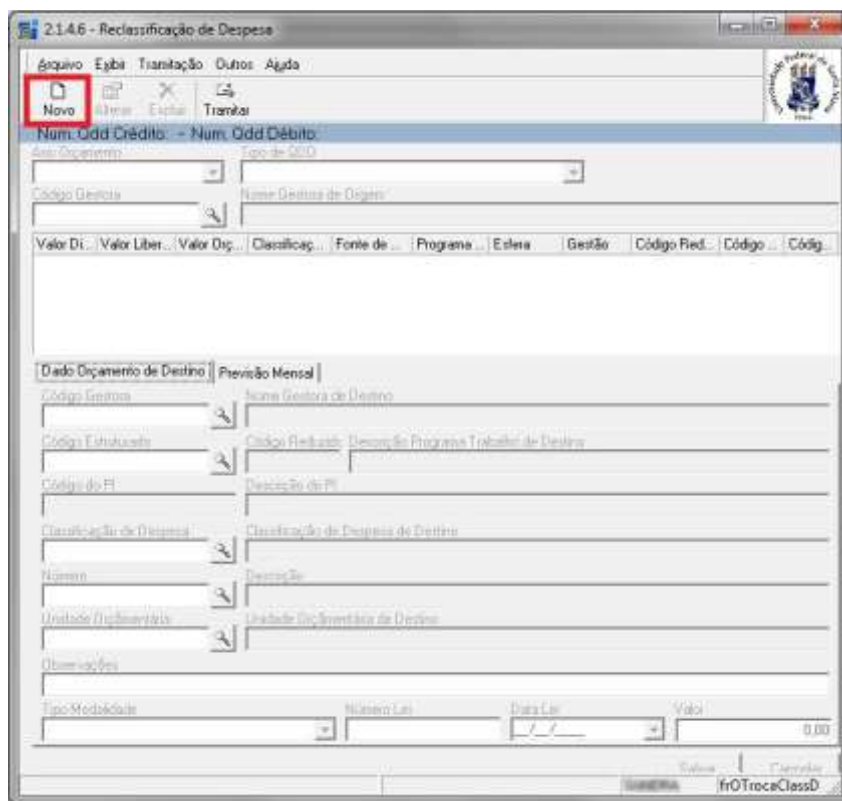 2.1.4.6 - Reclassificação de Despesa
Arquivo Exibir Tramitação Outros Ajuda
Novo Alterar Excluir Tramitar
Num. Qdd Crédito: - Num. Qdd Débito:
Ano Orçamento Tipo de QDD
Código Gestora Nome Gestora de Origem
Valor Di... Valor Liber... Valor Orç... Classificaç... Fonte de ... Programa ... Esfera Gestão Código Red... Código ... Códig...
Dado Orçamento de Destino Previsão Mensal
Código Gestora Nome Gestora de Destino
Código Estruturado Código Reduzido Descrição Programa Trabalho de Destino
Código do PI Descrição do PI
Classificação de Despesa Classificação de Despesa de Destino
Número Descrição
Unidade Orçamentária Unidade Orçamentária de Destino
Observações
Tipo Modalidade Número Lei Data Lei Valor
__/__/____ 0,00
Salvar Cancelar
SANDRA frOTrocaClassD